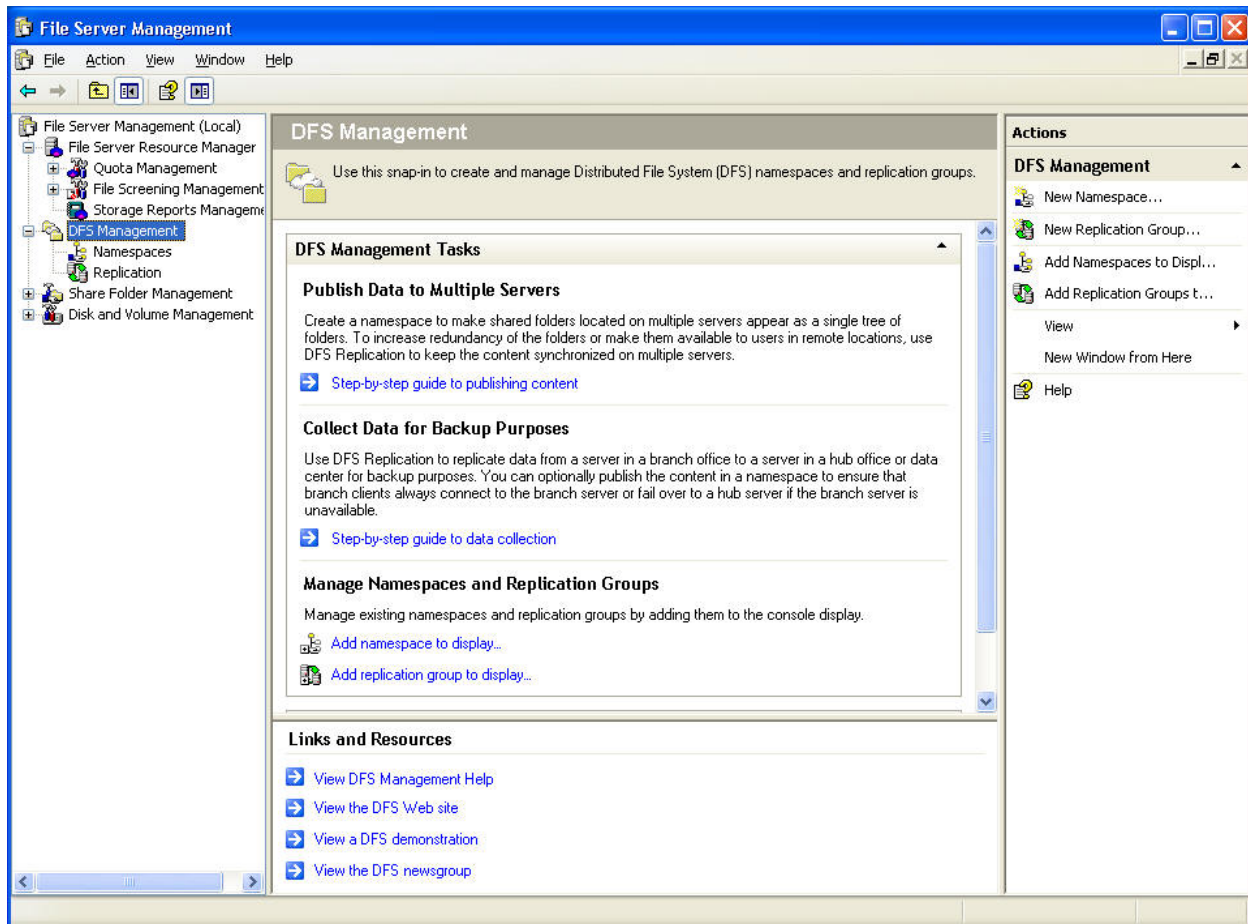 File Server Management
File Action View Window Help
File Server Management (Local)
File Server Resource Manager
Quota Management
File Screening Management
Storage Reports
DFS Management
Namespaces
Replication
Share Folder Management
Disk and Volume Management
DFS Management
Use this snap-in to create and manage Distributed File System (DFS) namespaces and replication groups.
DFS Management Tasks
Publish Data to Multiple Servers
Create a namespace to make shared folders located on multiple servers appear as a single tree of
folders. To increase redundancy of the folders or make them available to users in remote locations, use
DFS Replication to keep the content synchronized on multiple servers.
Step-by-step guide to publishing content
Collect Data for Backup Purposes
Use DFS Replication to replicate data from a server in a branch office to a server in a hub office or data
center for backup purposes. You can optionally publish the content in a namespace to ensure that
branch clients always connect to the branch server or fail over to a hub server if the branch server is
unavailable.
Step-by-step guide to data collection
Manage Namespaces and Replication Groups
Manage existing namespaces and replication groups by adding them to the console display.
Add namespace to display...
Add replication group to display...
Links and Resources
View DFS Management Help
View the DFS Web site
View a DFS demonstration
View the DFS newsgroup
Actions
DFS Management
New Namespace...
New Replication Group...
Add Namespaces to Displ...
Add Replication Groups t...
View
New Window from Here
Help